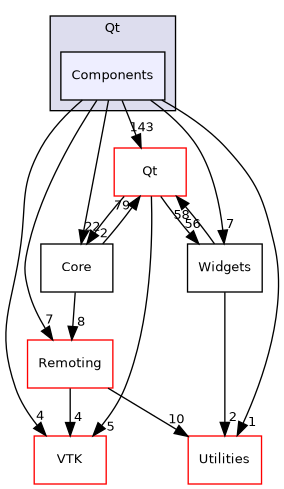 Qt
Components
143
Qt
79
22
2
58
56
7
Core
Widgets
7
8
Remoting
4
4
5
10
2
1
VTK
Utilities